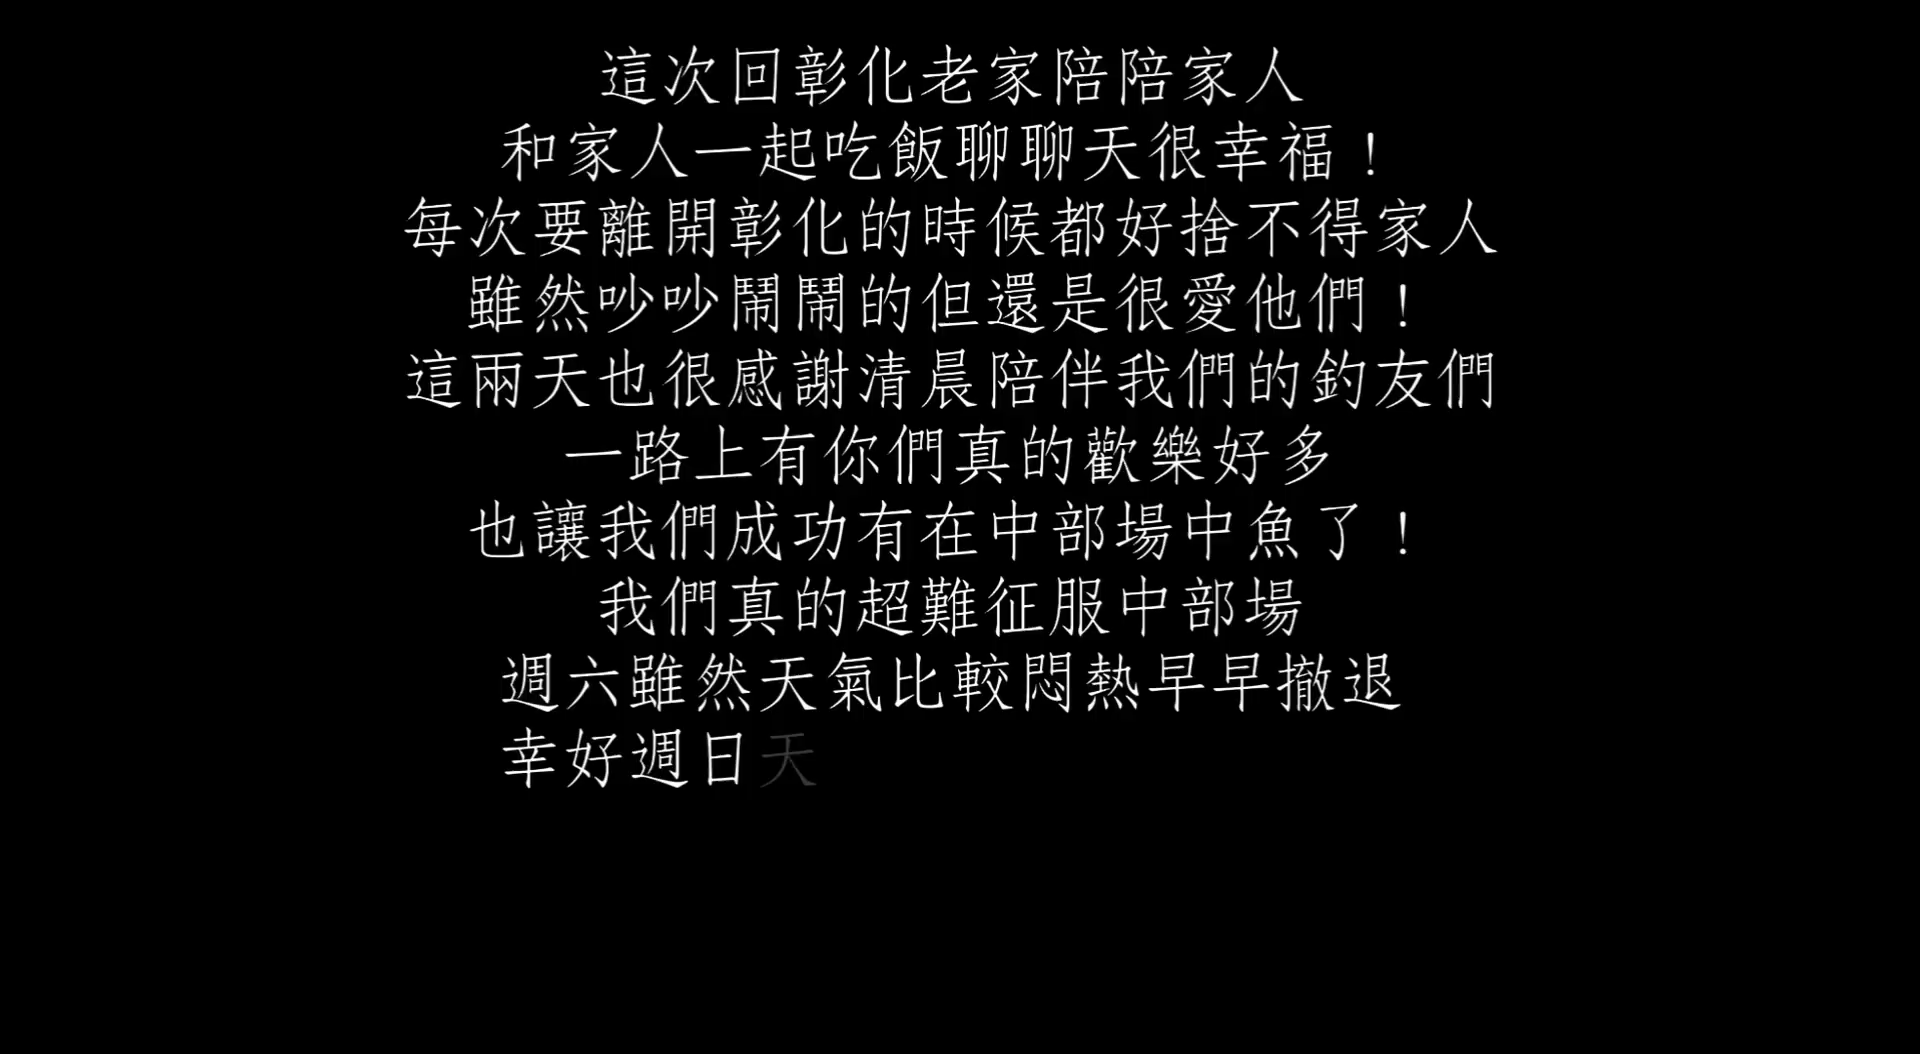 這次回彰化老家陪陪家人
和家人一起吃飯聊聊天很幸福！
每次要離開彰化的時候都好捨不得家人
雖然吵吵鬧鬧的但還是很愛他們！
這兩天也很感謝清晨陪伴我們的釣友們
一路上有你們真的歡樂好多
也讓我們成功有在中部場中魚了！
我們真的超難征服中部場
週六雖然天氣比較悶熱早早撤退
幸好週日天